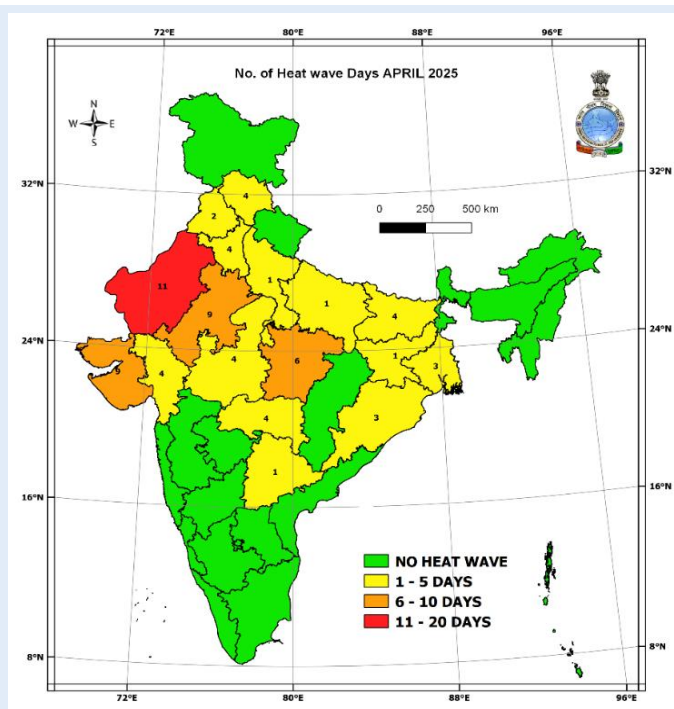 72°E 80°E 88°E 96°E
No. of Heat wave Days APRIL 2025
N
W E
S
32°N 32°N
0 250 500 km
4
2
4
11
1
1
9
4
24°N 24°N
9
4
4
6
1
3
4
3
1
16°N 16°N
NO HEAT WAVE
1 - 5 DAYS
6 - 10 DAYS
11 - 20 DAYS
8°N 8°N
72°E 80°E 88°E 96°E